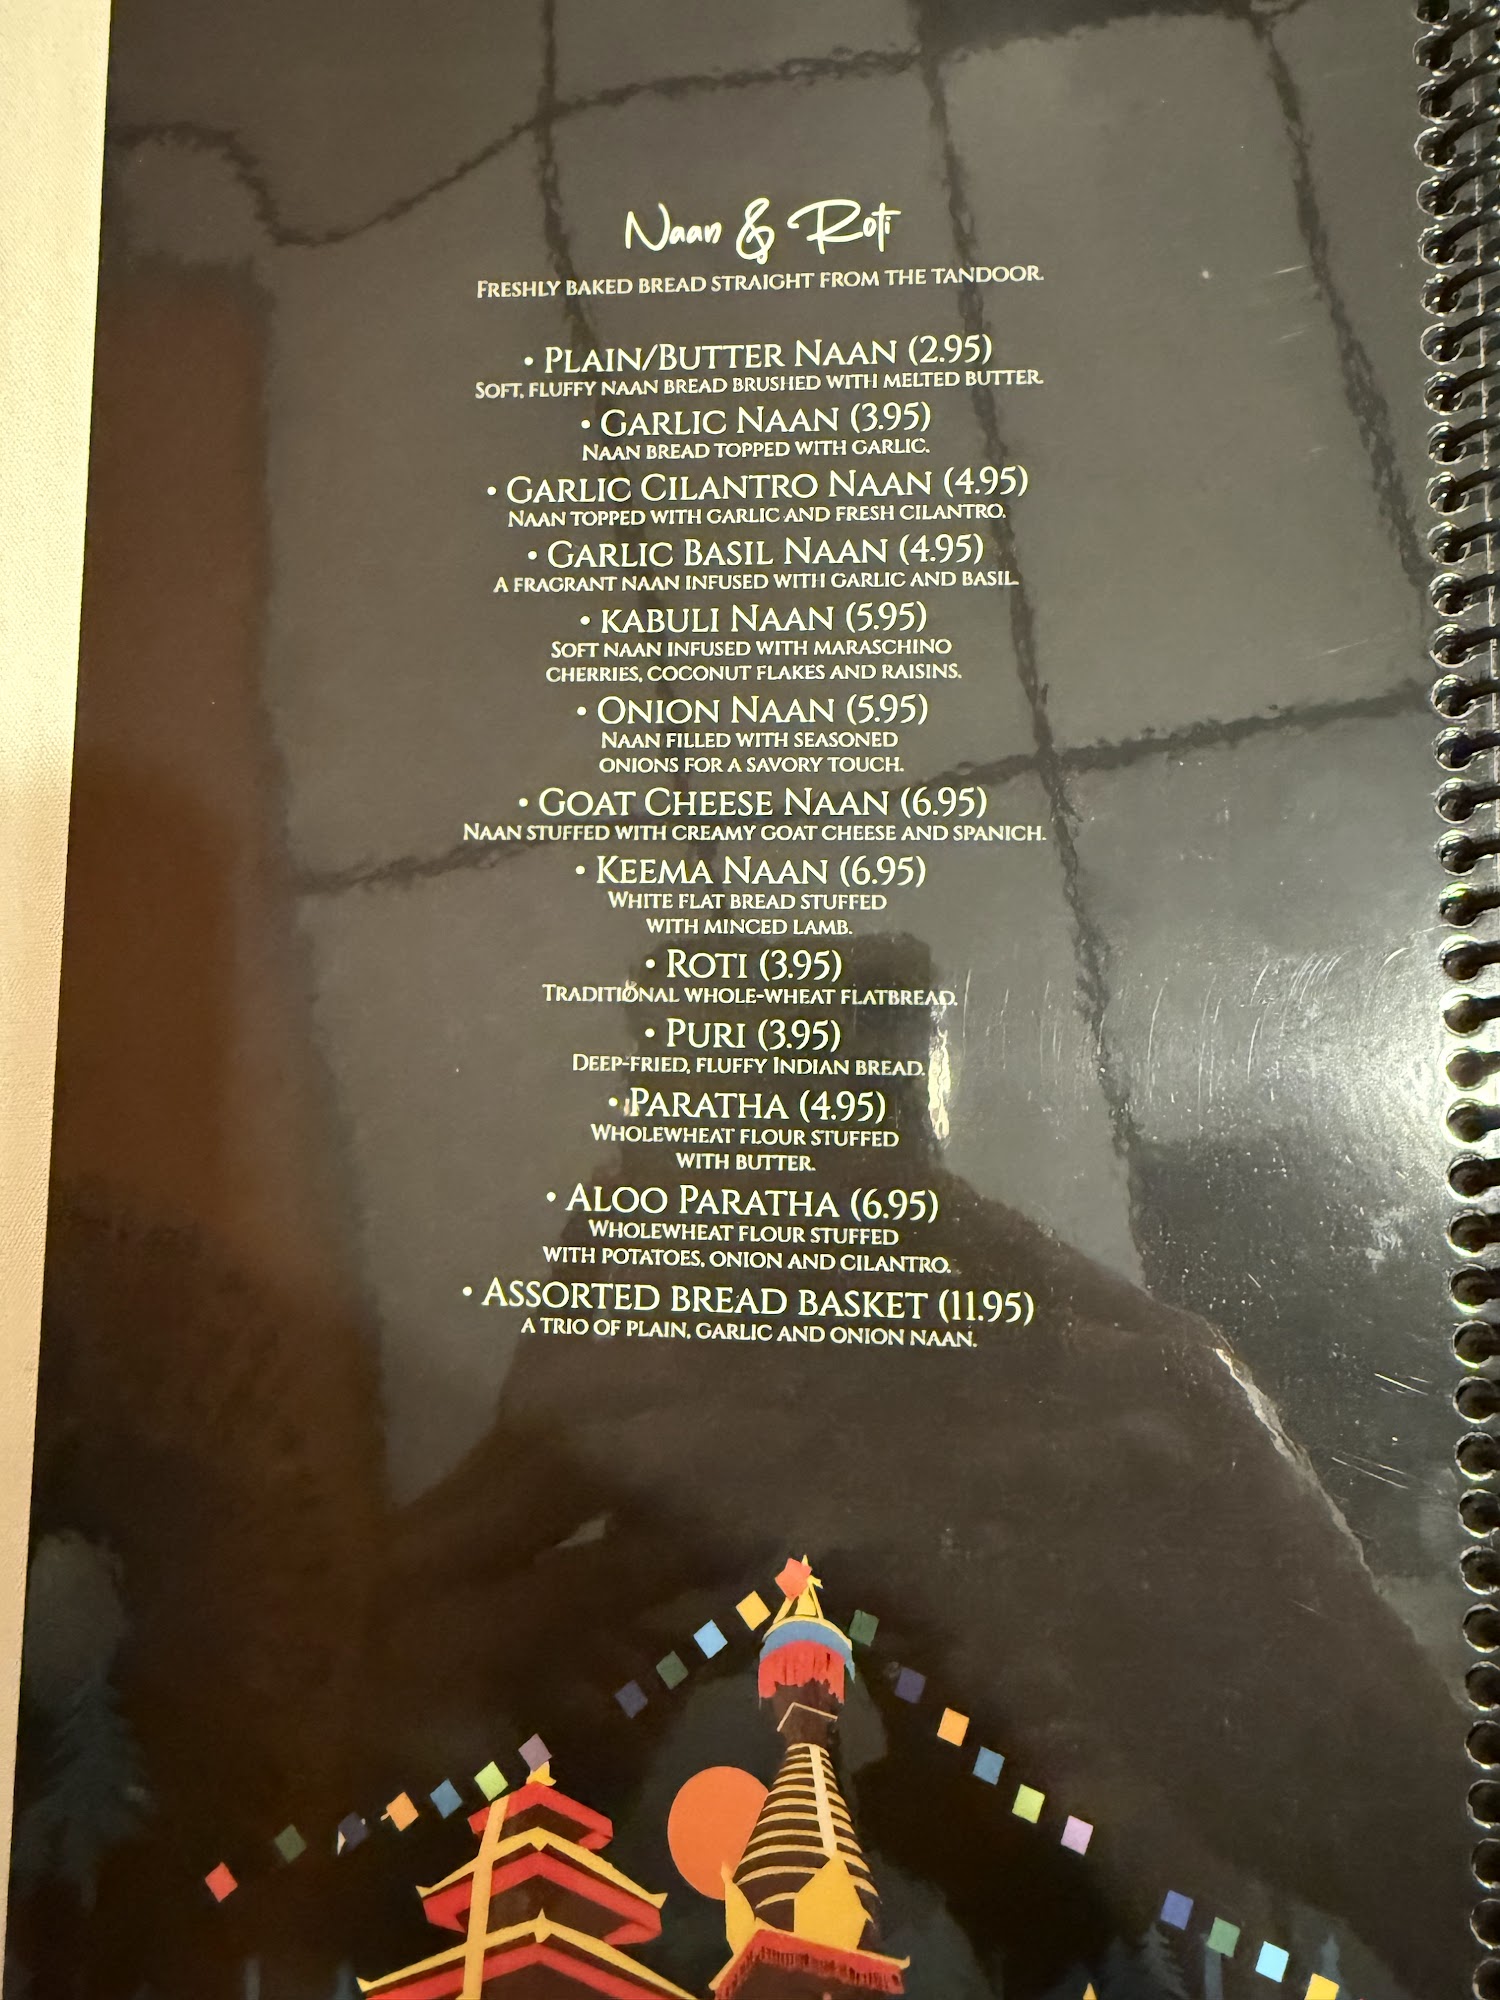 Naan & Roti
Freshly baked bread straight from the tandoor.
• Plain/Butter Naan (2.95)
Soft, fluffy naan bread brushed with melted butter.
• Garlic Naan (3.95)
Naan bread topped with garlic.
• Garlic Cilantro Naan (4.95)
Naan topped with garlic and fresh cilantro.
• Garlic Basil Naan (4.95)
A fragrant naan infused with garlic and basil.
• Kabuli Naan (5.95)
Soft naan infused with maraschino
cherries, coconut flakes and raisins.
• Onion Naan (5.95)
Naan filled with seasoned
onions for a savory touch.
• Goat Cheese Naan (6.95)
Naan stuffed with creamy goat cheese and spanich.
• Keema Naan (6.95)
White flat bread stuffed
with minced lamb.
• Roti (3.95)
Traditional whole-wheat flatbread.
• Puri (3.95)
Deep-fried, fluffy Indian bread.
• Paratha (4.95)
Wholewheat flour stuffed
with butter.
• Aloo Paratha (6.95)
Wholewheat flour stuffed
with potatoes, onion and cilantro.
• Assorted Bread Basket (11.95)
A trio of plain, garlic and onion naan.